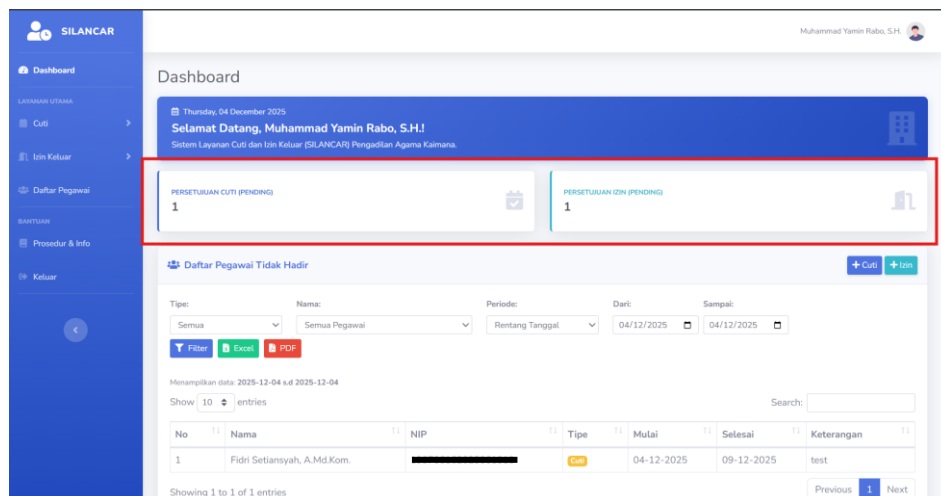 SILANCAR
Muhammad Yamin Rabo, S.H.
Dashboard
LAYANAN UTAMA
Cuti
Izin Keluar
Daftar Pegawai
BANTUAN
Prosedur & Info
Keluar
Dashboard
Thursday, 04 December 2025
Selamat Datang, Muhammad Yamin Rabo, S.H.!
Sistem Layanan Cuti dan Izin Keluar (SILANCAR) Pengadilan Agama Kaimana.
PERSETUJUAN CUTI (PENDING)
1
PERSETUJUAN IZIN (PENDING)
1
Daftar Pegawai Tidak Hadir
+ Cuti + Izin
Tipe: Nama: Periode: Dari: Sampai:
Semua Semua Pegawai Rentang Tanggal 04/12/2025 04/12/2025
Filter Excel PDF
Menampilkan data: 2025-12-04 s.d 2025-12-04
Show 10 entries Search:
No Nama NIP Tipe Mulai Selesai Keterangan
1 Fidri Setiansyah, A.Md.Kom. Cuti 04-12-2025 09-12-2025 test
Showing 1 to 1 of 1 entries Previous 1 Next